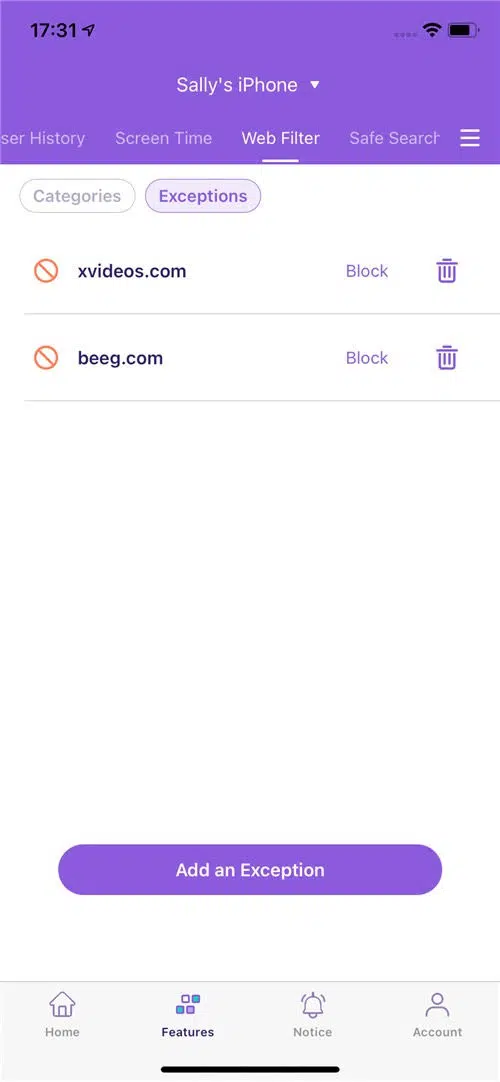 17:31
Sally's iPhone ▼
ser History Screen Time Web Filter Safe Search
Categories Exceptions
xvideos.com Block
beeg.com Block
Add an Exception
Home Features Notice Account